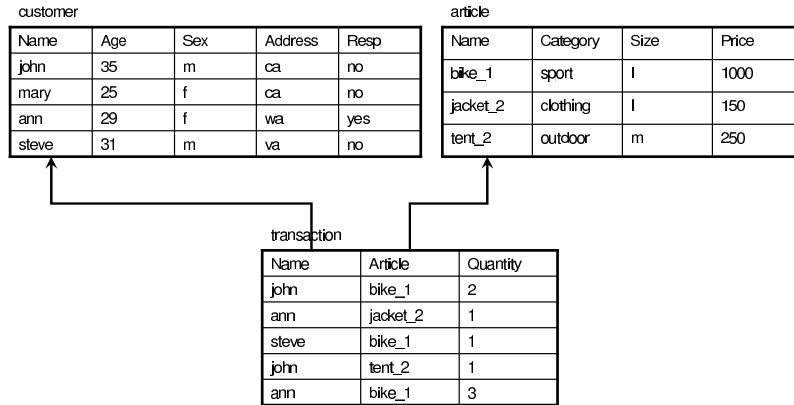 customer
Name Age Sex Address Resp
john 35 m ca no
mary 25 f ca no
ann 29 f wa yes
steve 31 m va no
article
Name Category Size Price
bike_1 sport l 1000
jacket_2 clothing l 150
tent_2 outdoor m 250
transaction
Name Article Quantity
john bike_1 2
ann jacket_2 1
steve bike_1 1
john tent_2 1
ann bike_1 3